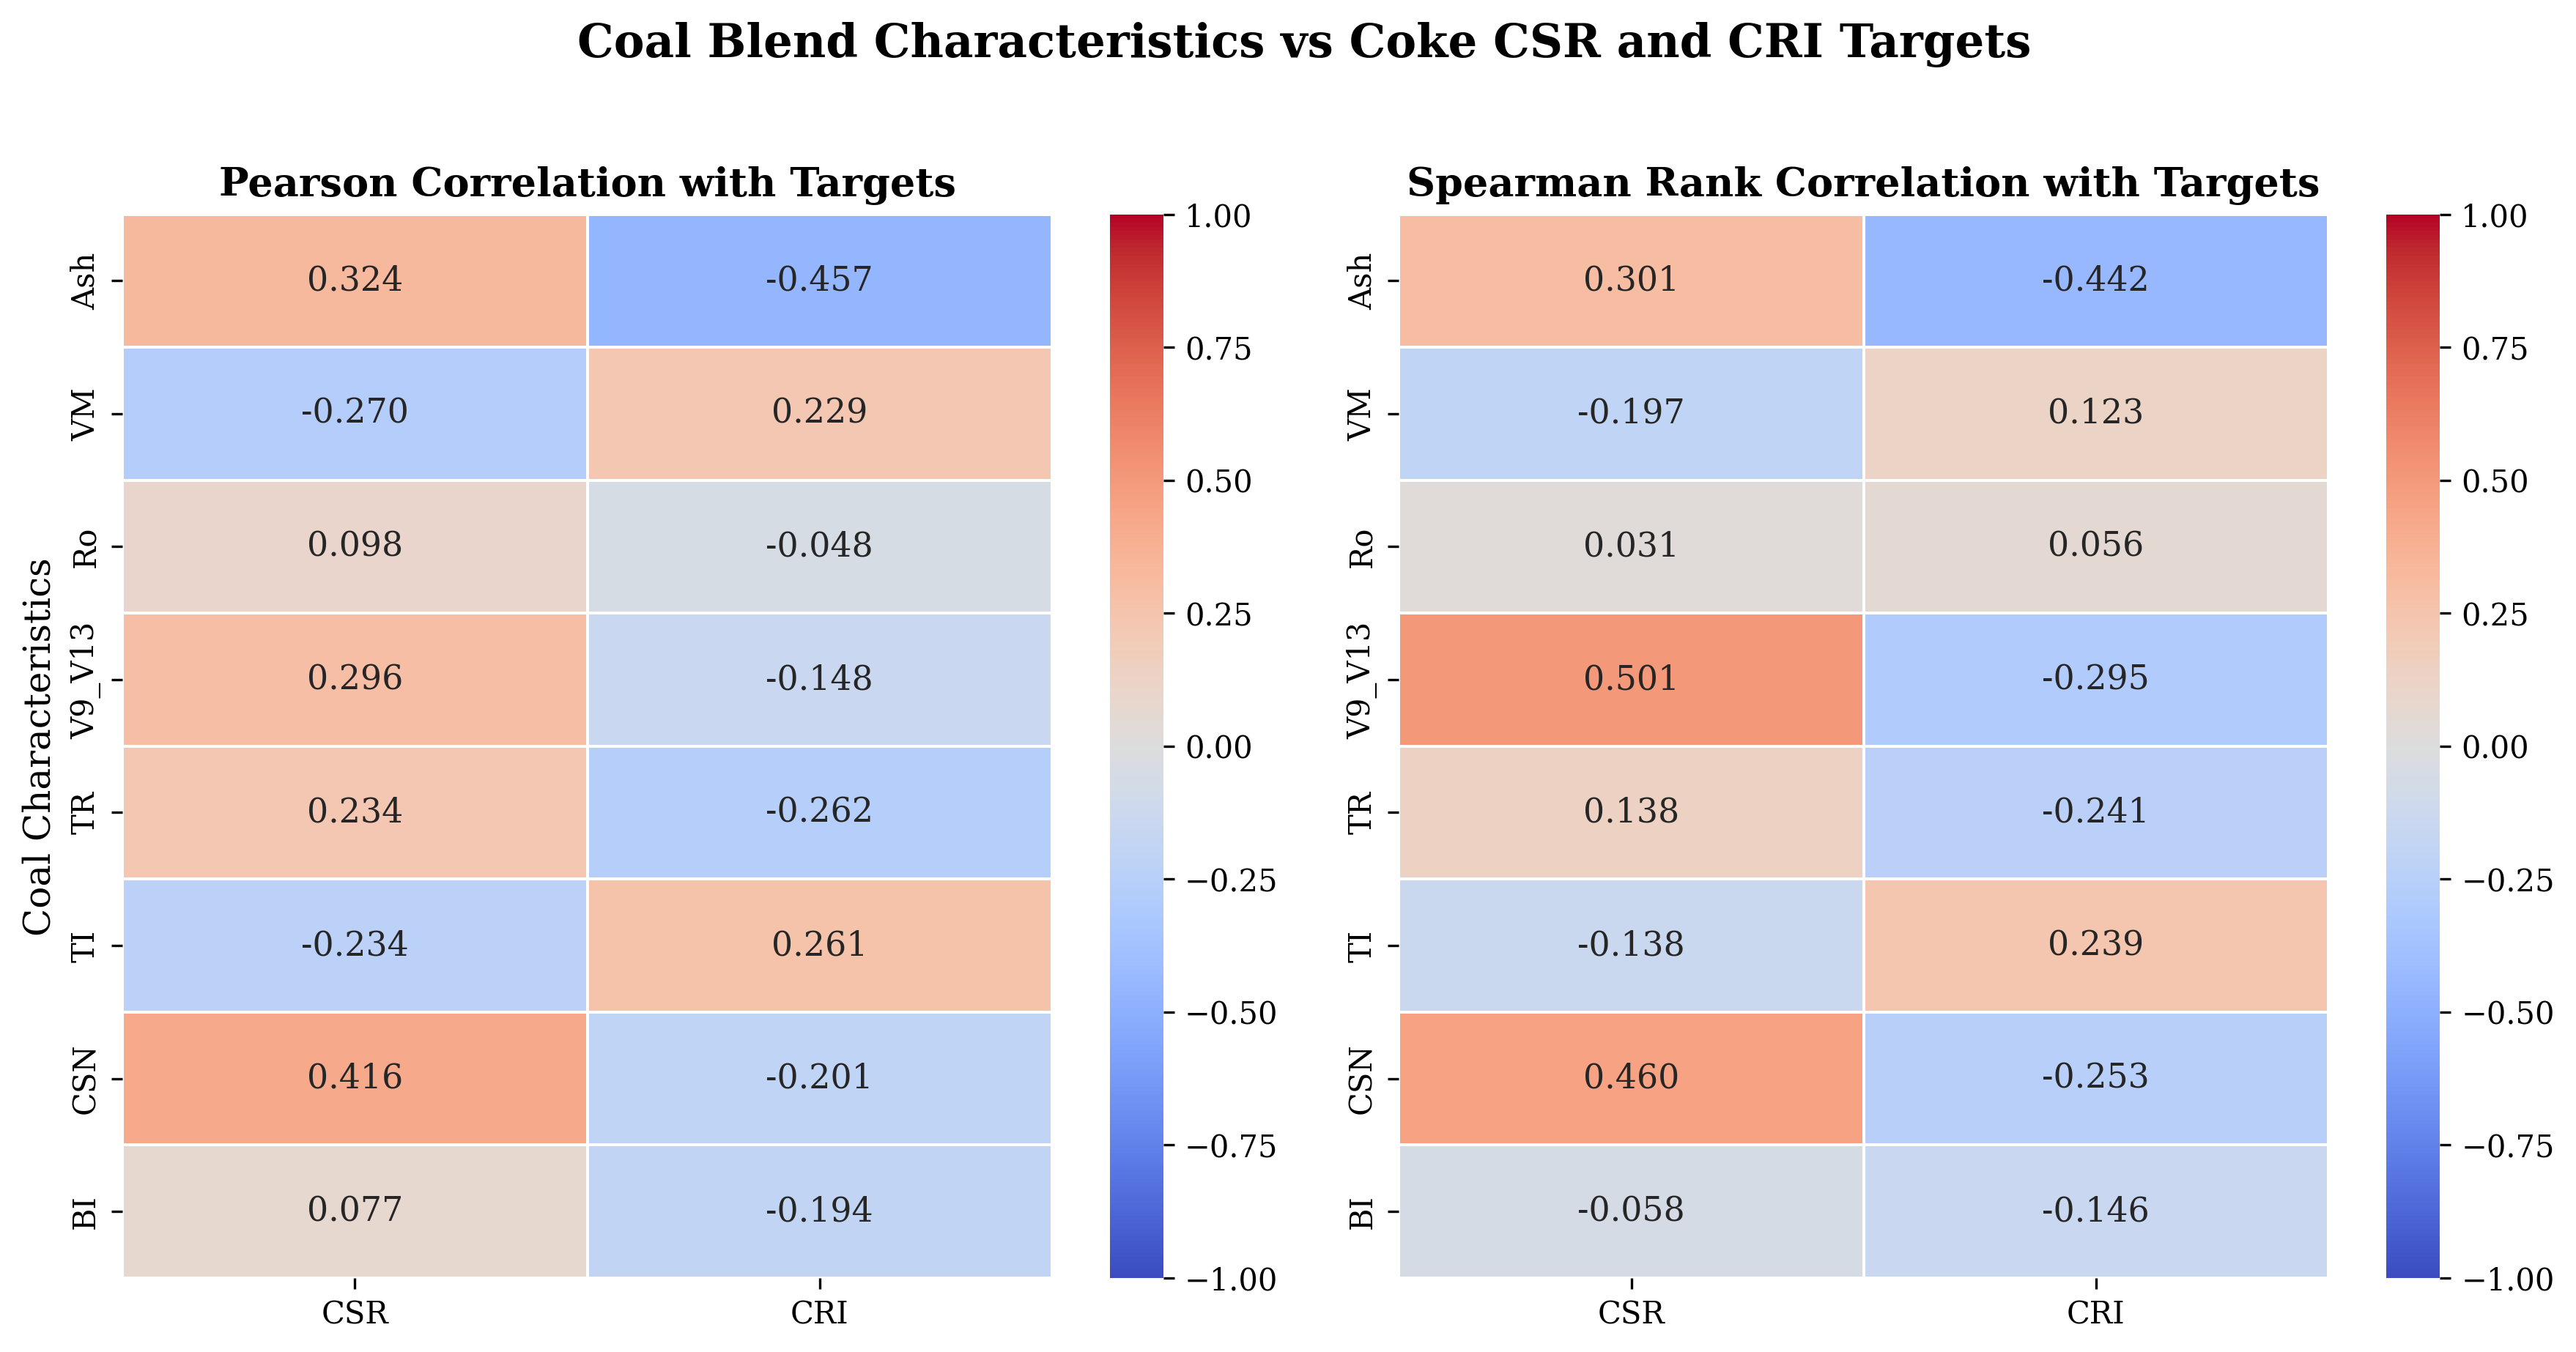 Coal Blend Characteristics vs Coke CSR and CRI Targets
Pearson Correlation with Targets
Coal Characteristics
Ash
0.324 -0.457
VM
-0.270 0.229
Ro
0.098 -0.048
V9_V13
0.296 -0.148
TR
0.234 -0.262
TI
-0.234 0.261
CSN
0.416 -0.201
BI
0.077 -0.194
CSR CRI
1.00
0.75
0.50
0.25
0.00
−0.25
−0.50
−0.75
−1.00
Spearman Rank Correlation with Targets
Ash
0.301 -0.442
VM
-0.197 0.123
Ro
0.031 0.056
V9_V13
0.501 -0.295
TR
0.138 -0.241
TI
-0.138 0.239
CSN
0.460 -0.253
BI
-0.058 -0.146
CSR CRI
1.00
0.75
0.50
0.25
0.00
−0.25
−0.50
−0.75
−1.00